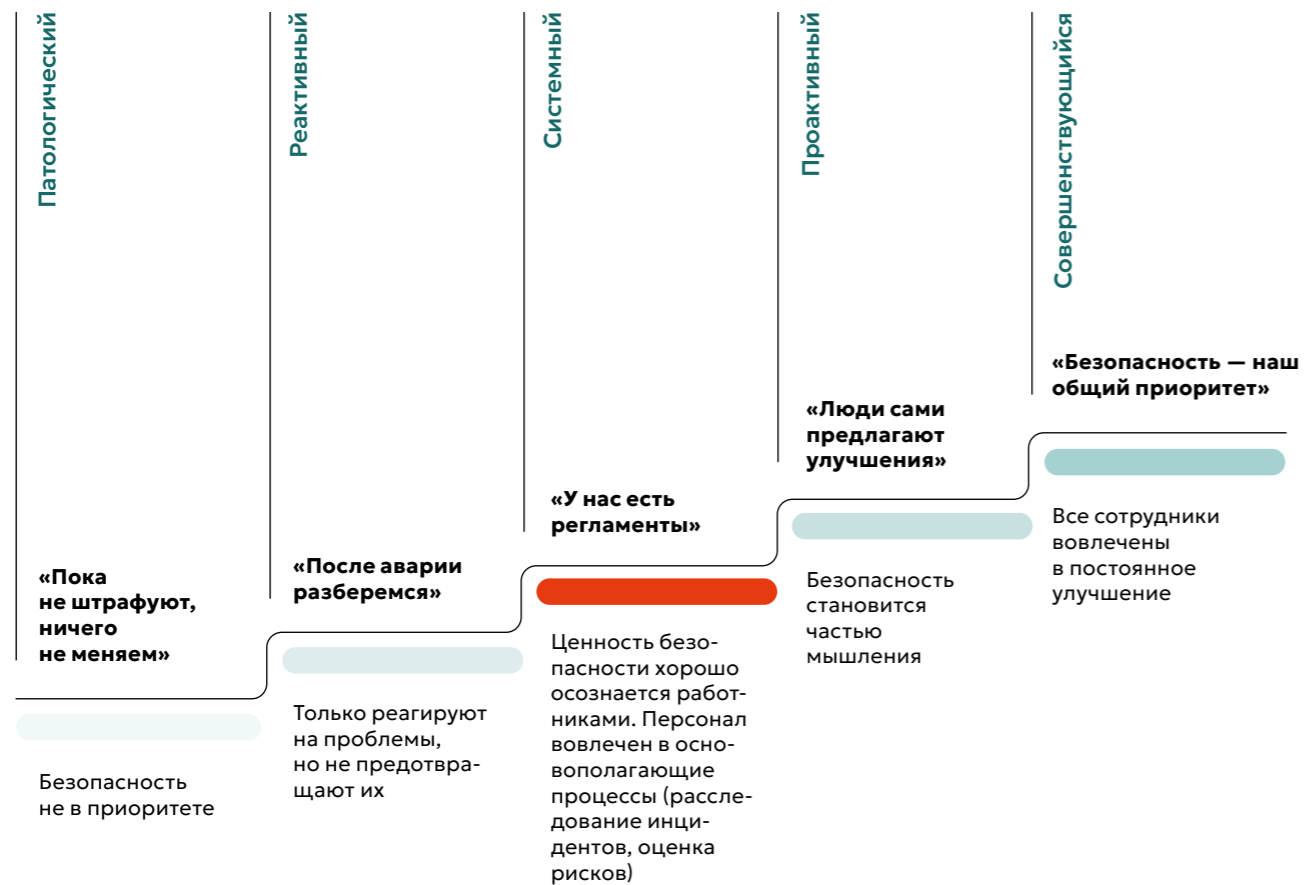 Патологический
«Пока
не штрафуют,
ничего
не меняем»
Безопасность
не в приоритете
Реактивный
«После аварии
разберемся»
Только реагируют
на проблемы,
но не предотвра-
щают их
Системный
«У нас есть
регламенты»
Ценность безо-
пасности хорошо
осознается работ-
никами. Персонал
вовлечен в осно-
вополагающие
процессы (рассле-
дование инци-
дентов, оценка
рисков)
Проактивный
«Люди сами
предлагают
улучшения»
Безопасность
становится
частью
мышления
Совершенствующийся
«Безопасность — наш
общий приоритет»
Все сотрудники
вовлечены
в постоянное
улучшение